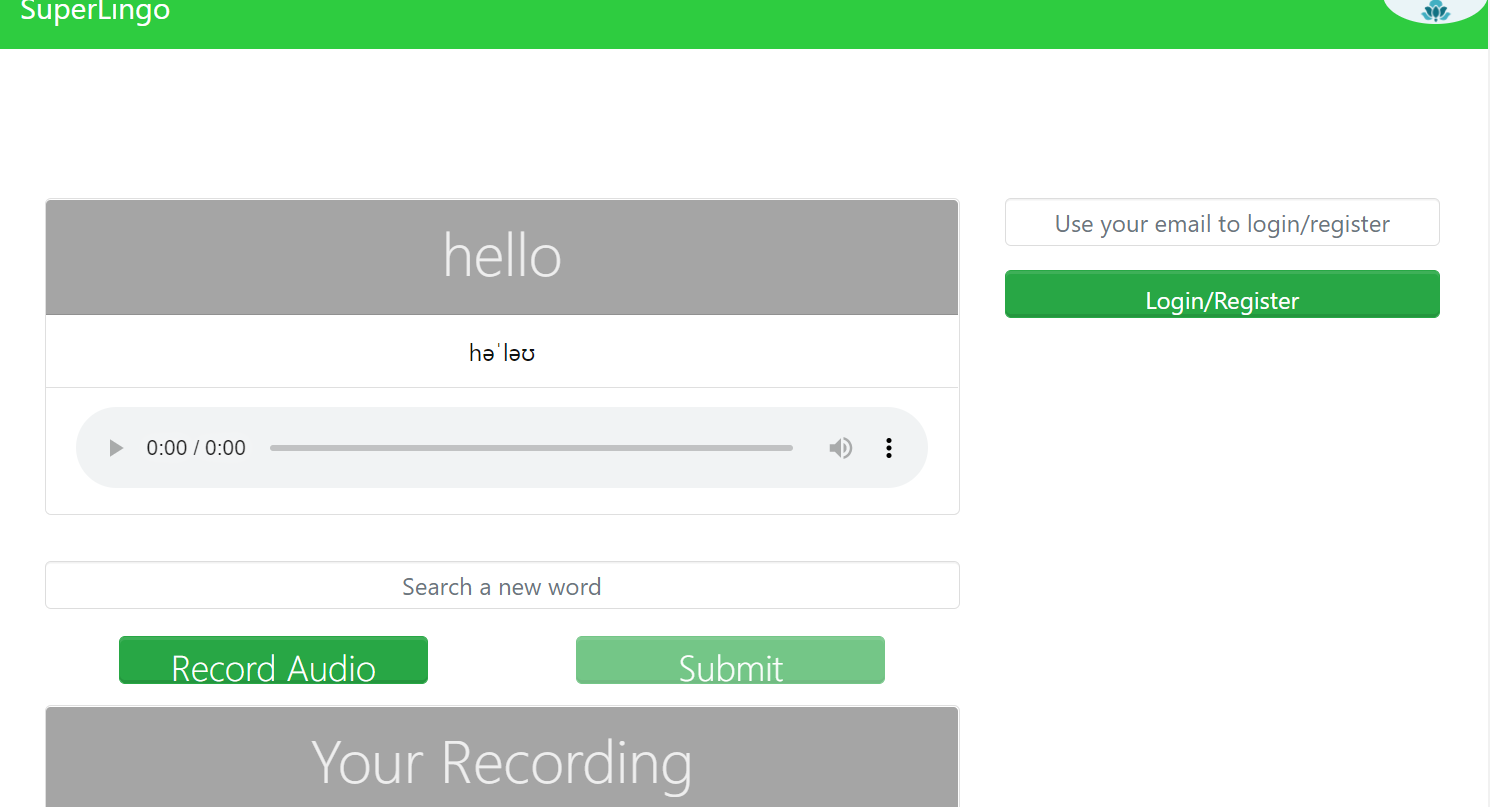 SuperLingo
hello
həˈləʊ
0:00 / 0:00
Search a new word
Record Audio
Submit
Your Recording
Use your email to login/register
Login/Register